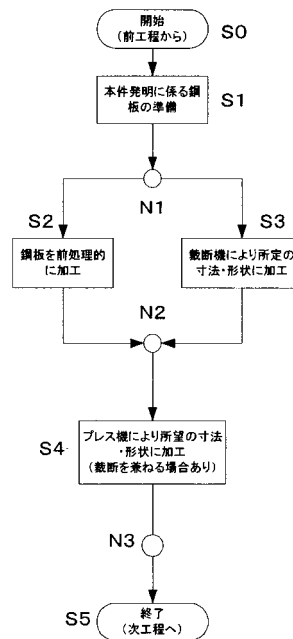 開始
(前工程から)
S0
本件発明に係る鋼
板の準備
S1
N1
S2
S3
鋼板を前処理的
に加工
裁断機により所定の
寸法・形状に加工
N2
S4
プレス機により所望の寸法
・形状に加工
(裁断を兼ねる場合あり)
N3
S5
終了
(次工程へ)